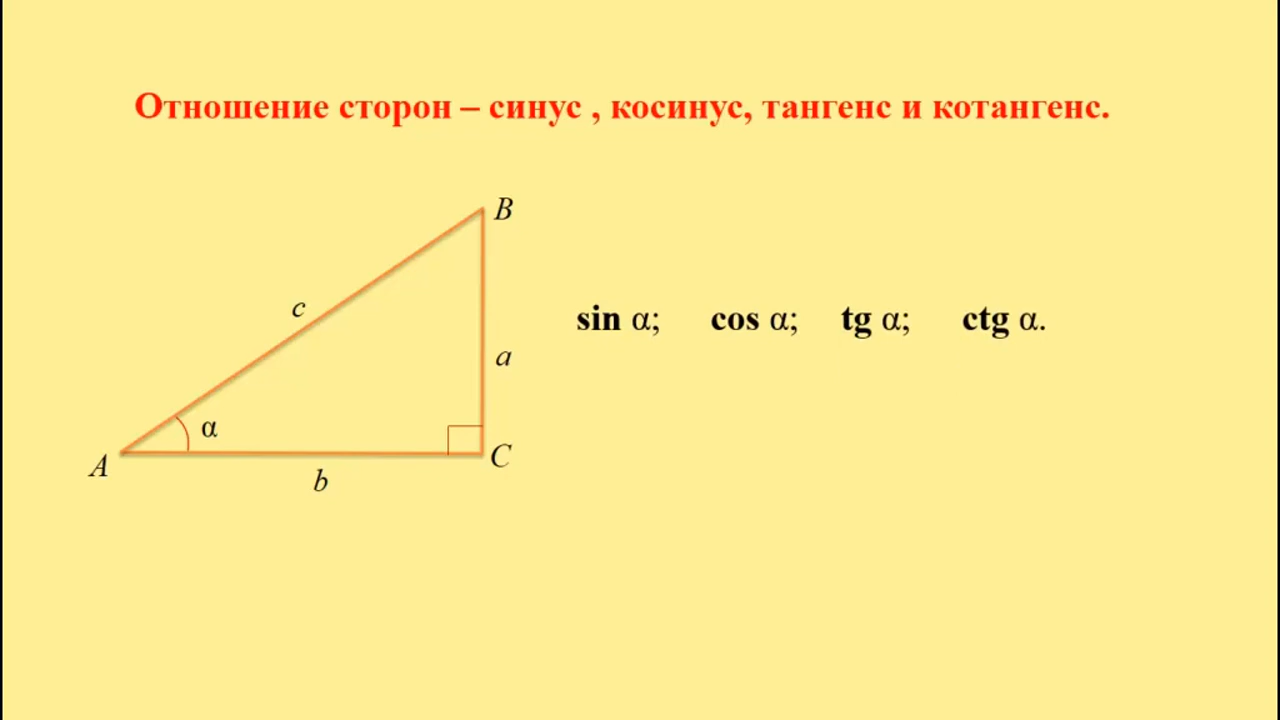 Отношение сторон – синус , косинус, тангенс и котангенс.
B
c
sin α; cos α; tg α; ctg α.
a
α
A
C
b